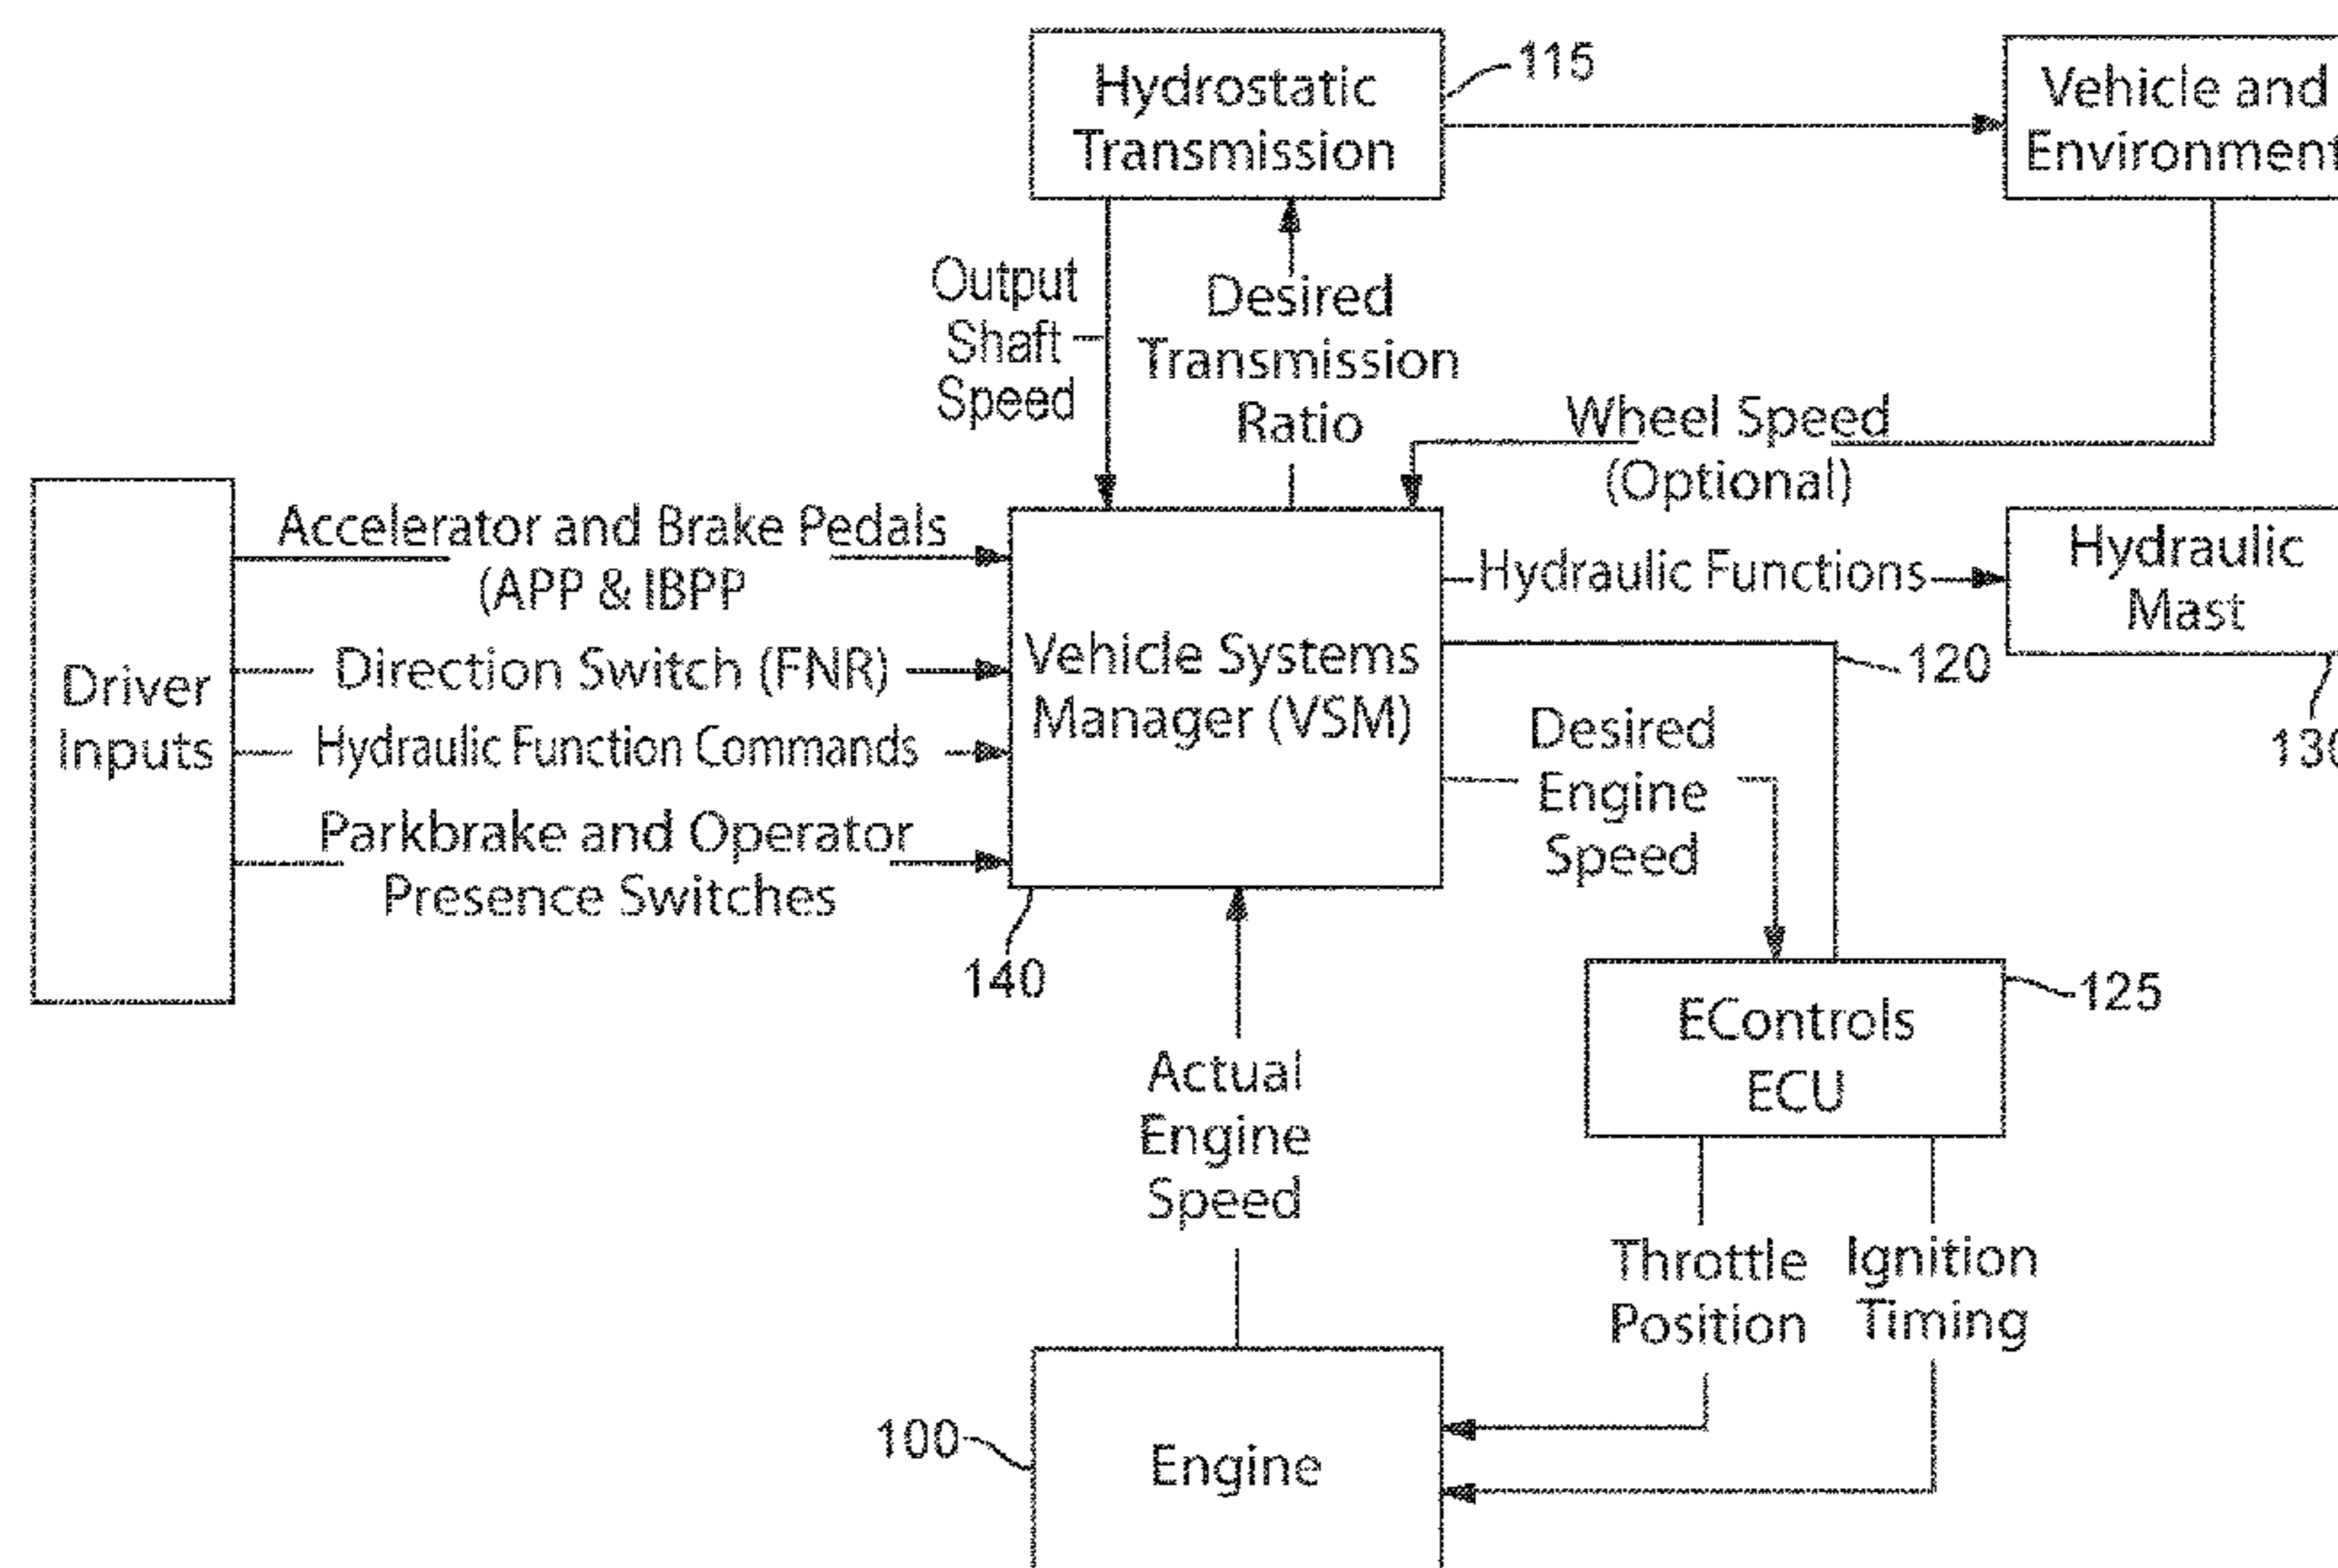 Hydrostatic
Transmission
115
Vehicle and
Environment
Output
Shaft
Speed
Desired
Transmission
Ratio
Wheel Speed
(Optional)
Driver
Inputs
Accelerator and Brake Pedals
(APP & IBPP
Direction Switch (FNR)
Hydraulic Function Commands
Parkbrake and Operator
Presence Switches
Vehicle Systems
Manager (VSM)
140
Hydraulic Functions
Hydraulic
Mast
130
120
Desired
Engine
Speed
EControls
ECU
125
Actual
Engine
Speed
Throttle
Position
Ignition
Timing
100
Engine